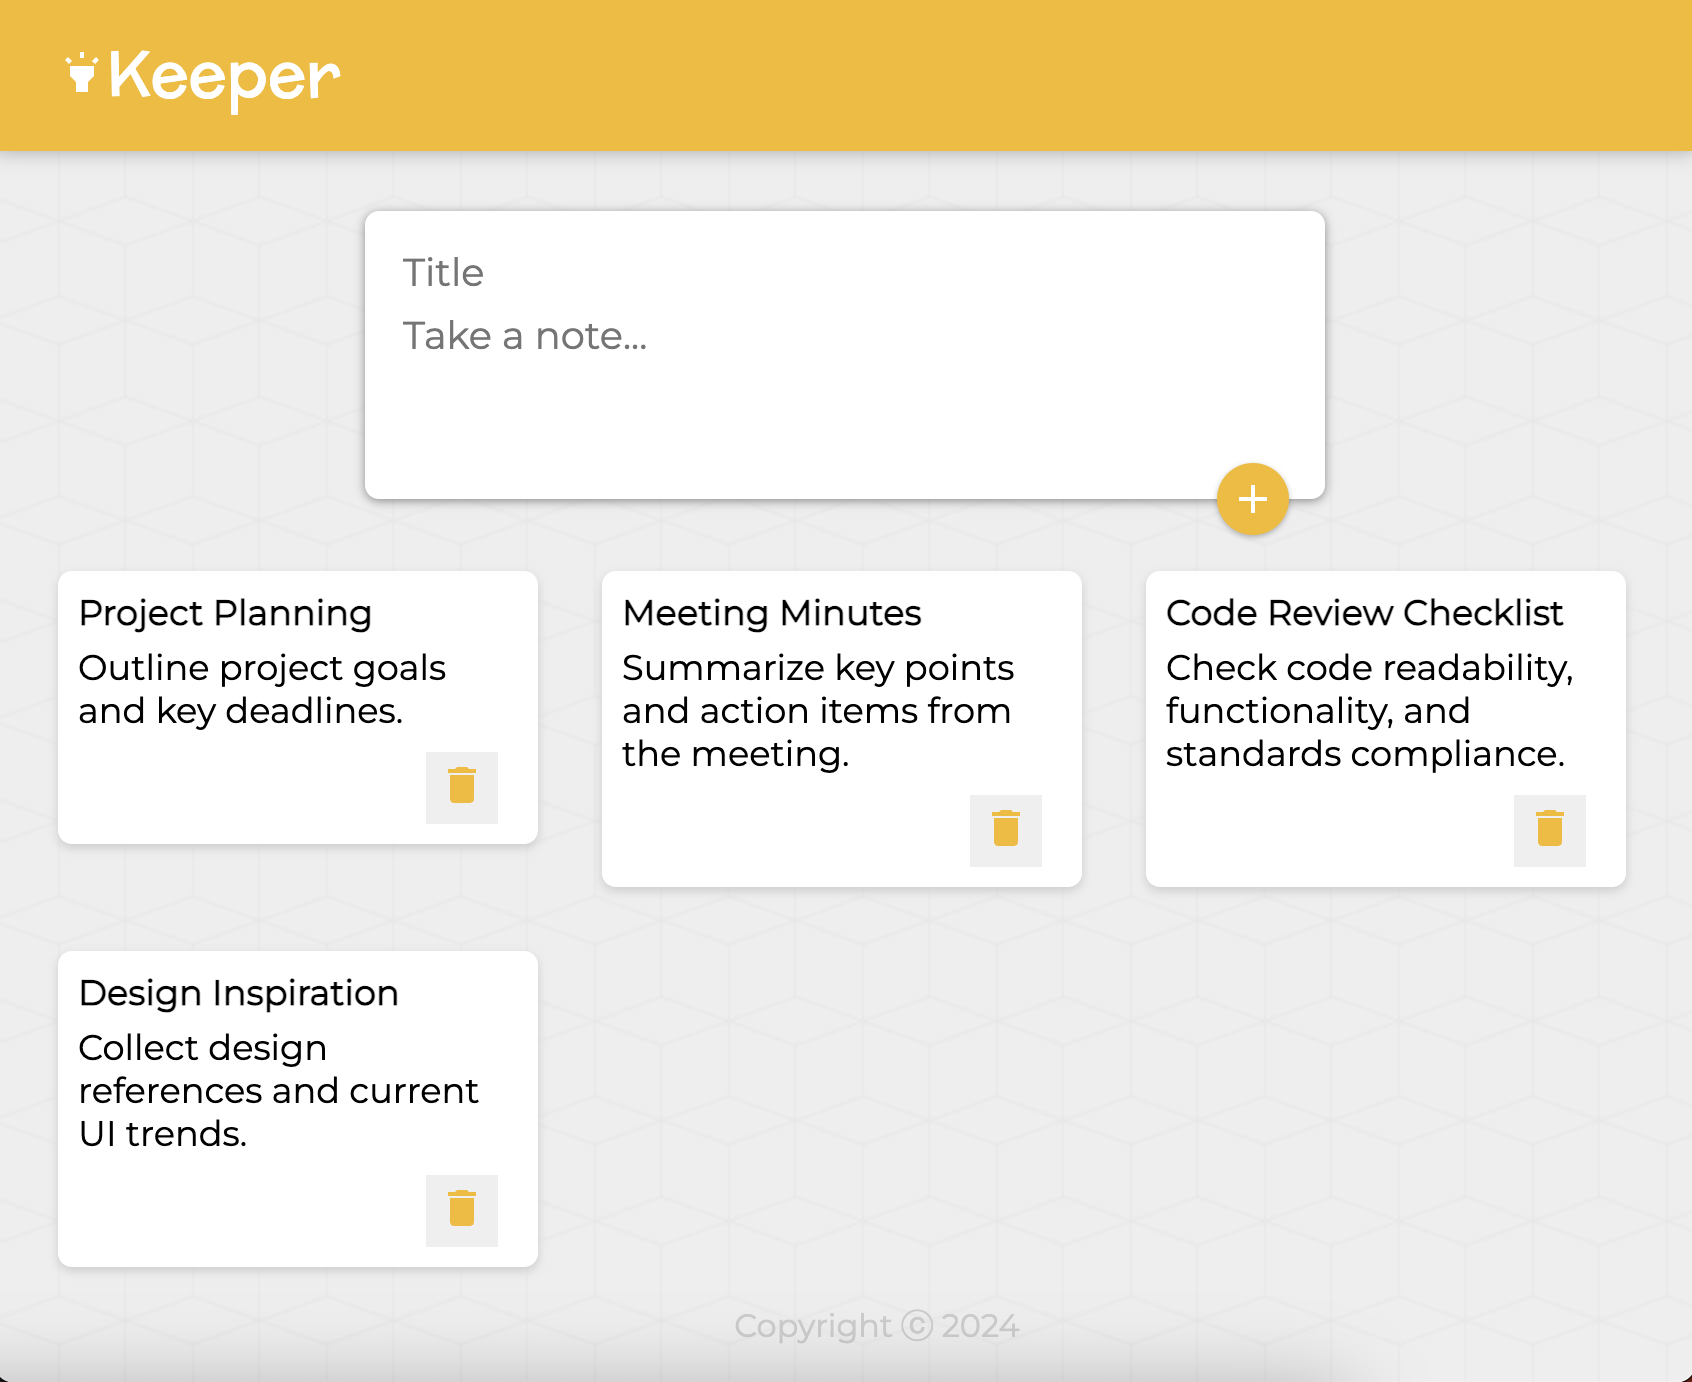 Keeper
Title
Take a note...
Project Planning
Outline project goals
and key deadlines.
Meeting Minutes
Summarize key points
and action items from
the meeting.
Code Review Checklist
Check code readability,
functionality, and
standards compliance.
Design Inspiration
Collect design
references and current
UI trends.
Copyright ⓒ 2024